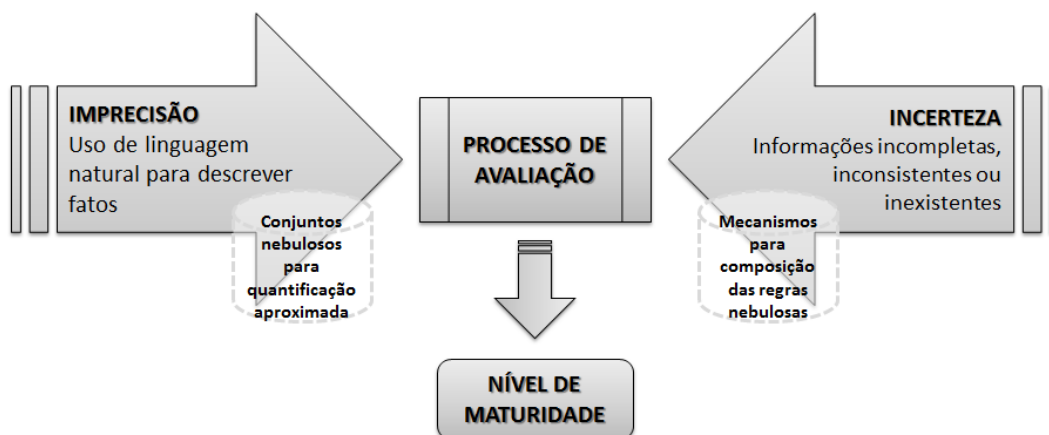 IMPRECISÃO
Uso de linguagem
natural para descrever
fatos
Conjuntos
nebulosos
para
quantificação
aproximada
PROCESSO DE
AVALIAÇÃO
INCERTEZA
Informações incompletas,
inconsistentes ou
inexistentes
Mecanismos
para
composição
das regras
nebulosas
NÍVEL DE
MATURIDADE